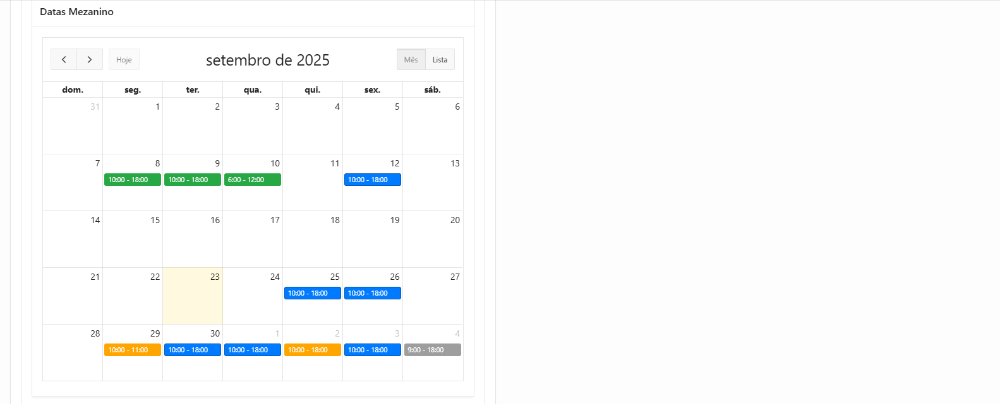 Datas Mezanino
Hoje setembro de 2025 Mês Lista
dom. seg. ter. qua. qui. sex. sáb.
31 1 2 3 4 5 6
7 8 9 10 11 12 13
10:00 - 18:00 10:00 - 18:00 6:00 - 12:00 10:00 - 18:00
14 15 16 17 18 19 20
21 22 23 24 25 26 27
10:00 - 18:00 10:00 - 18:00
28 29 30 1 2 3 4
10:00 - 11:00 10:00 - 18:00 10:00 - 18:00 10:00 - 18:00 10:00 - 18:00 9:00 - 18:00